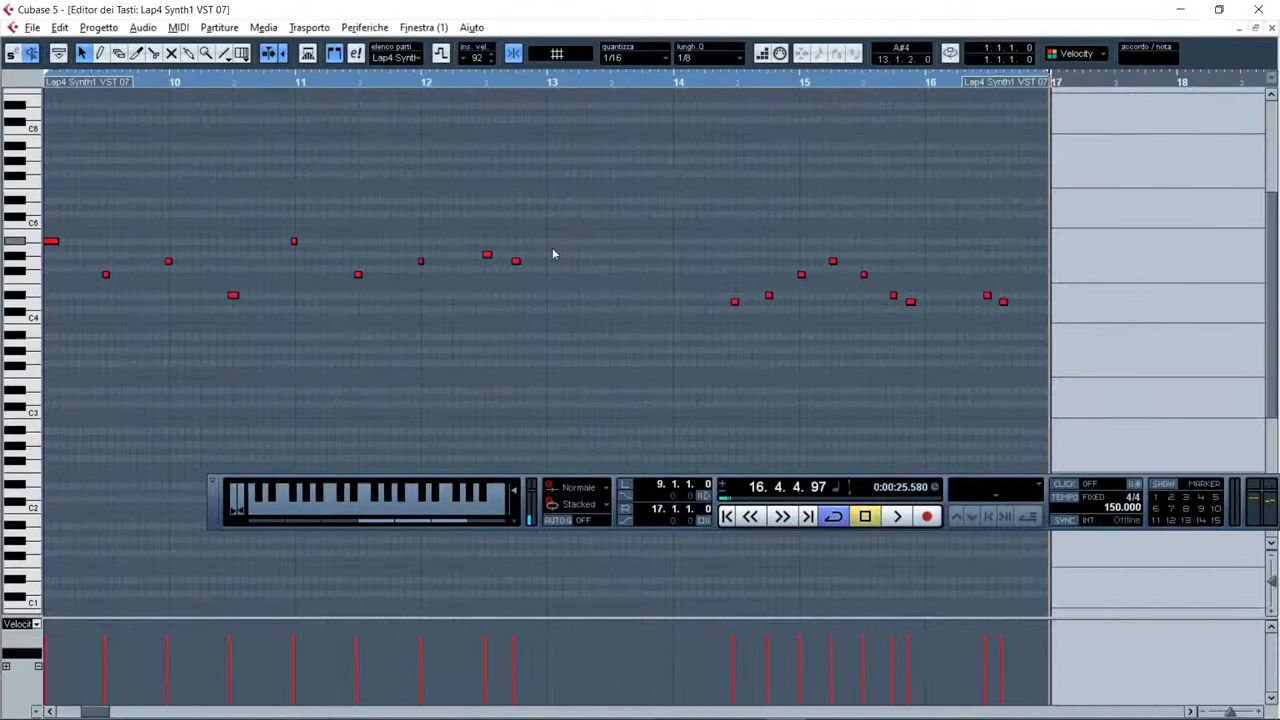 Cubase 5 - [Editor dei Tasti: Lap4 Synth1 VST 07]
File Edit Progetto Audio MIDI Partiture Media Trasporto Periferiche Finestra (1) Aiuto
elenco parti ins. vel. quantizza lungh.Q A#4 1. 1. 1. 0 Velocity accordo / nota
Lap4 Synth1 92 1/16 1/8 13. 1. 2. 0 1. 1. 1. 0
Lap4 Synth1 VST 07 10 11 12 13 14 15 16 Lap4 Synth1 VST 07 17 18
C6
C5
C4
C3
C2
C1
Normale 9. 1. 1. 0 16. 4. 4. 97 0:00:25.580 CLICK OFF SHOW MARKER
Stacked 0. 0 TEMPO FIXED 4/4 1 2 3 4 5
17. 1. 1. 0 150.000 6 7 8 9 10
AUTO Q OFF 0. 0 SYNC INT. Offline 11 12 13 14 15
Velocit